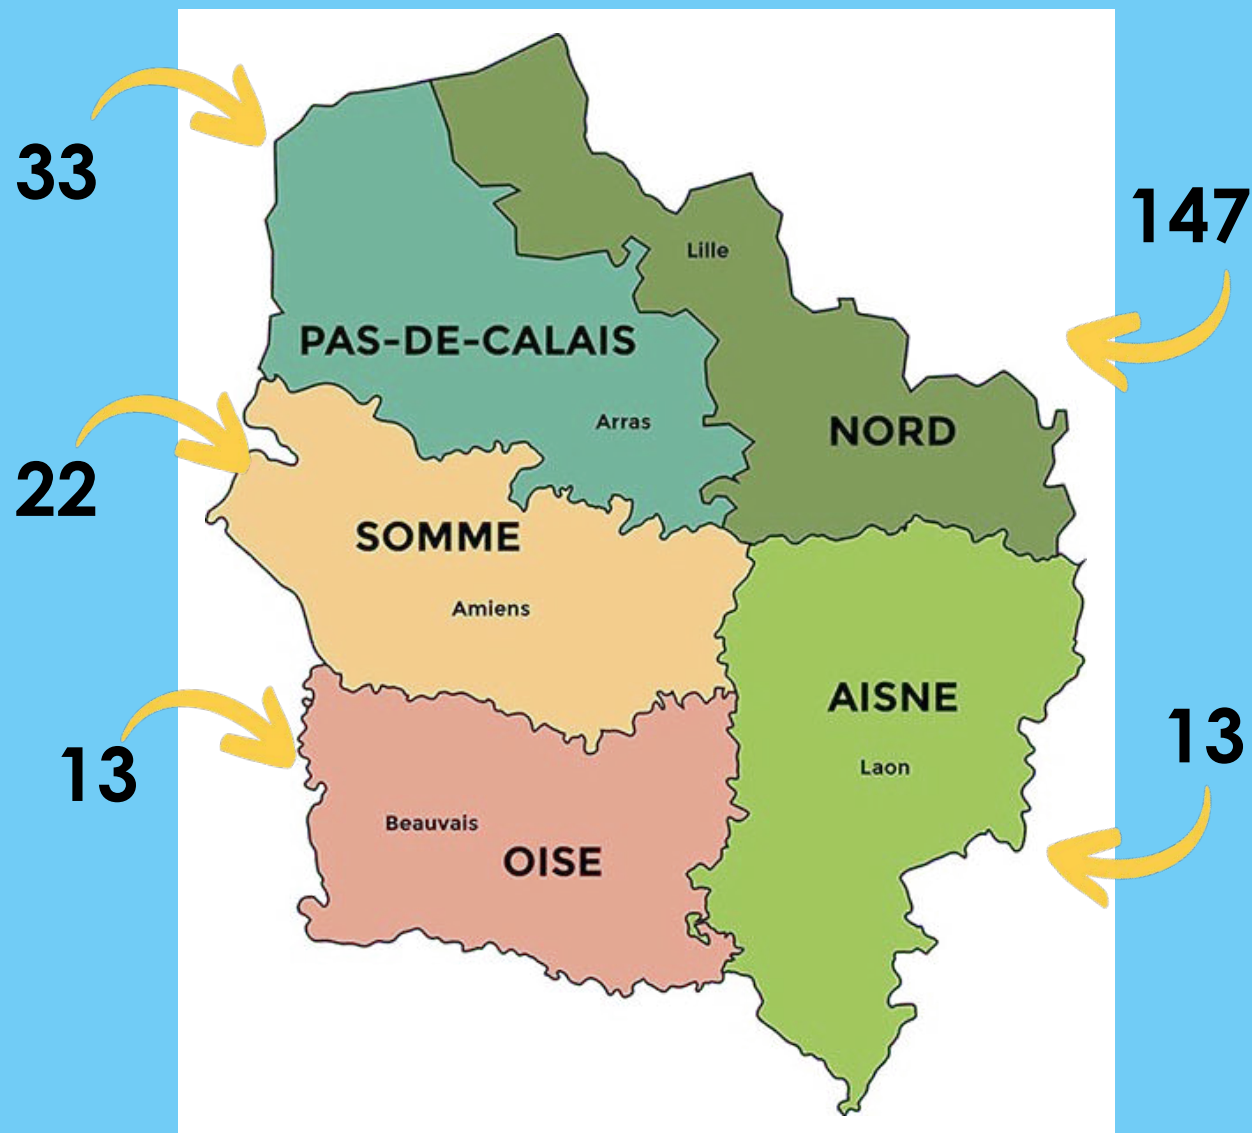 33
147
Lille
PAS-DE-CALAIS
Arras
NORD
22
SOMME
Amiens
AISNE
13
Laon
13
Beauvais
OISE